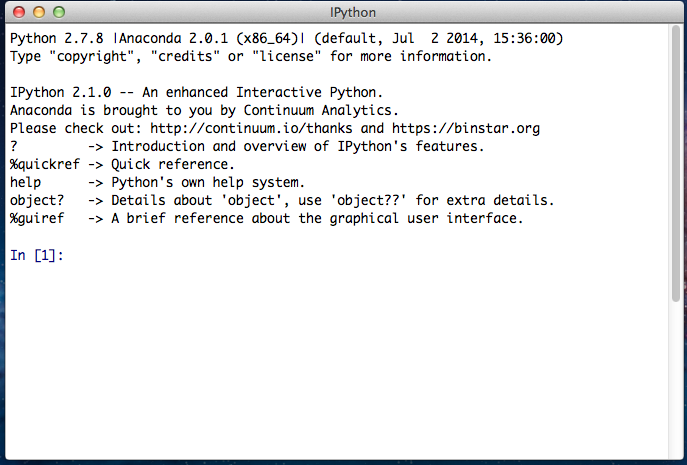 IPython
Python 2.7.8 |Anaconda 2.0.1 (x86_64)| (default, Jul  2 2014, 15:36:00)
Type "copyright", "credits" or "license" for more information.
IPython 2.1.0 -- An enhanced Interactive Python.
Anaconda is brought to you by Continuum Analytics.
Please check out: http://continuum.io/thanks and https://binstar.org
?         -> Introduction and overview of IPython's features.
%quickref -> Quick reference.
help      -> Python's own help system.
object?   -> Details about 'object', use 'object??' for extra details.
%guiref   -> A brief reference about the graphical user interface.
In [1]: